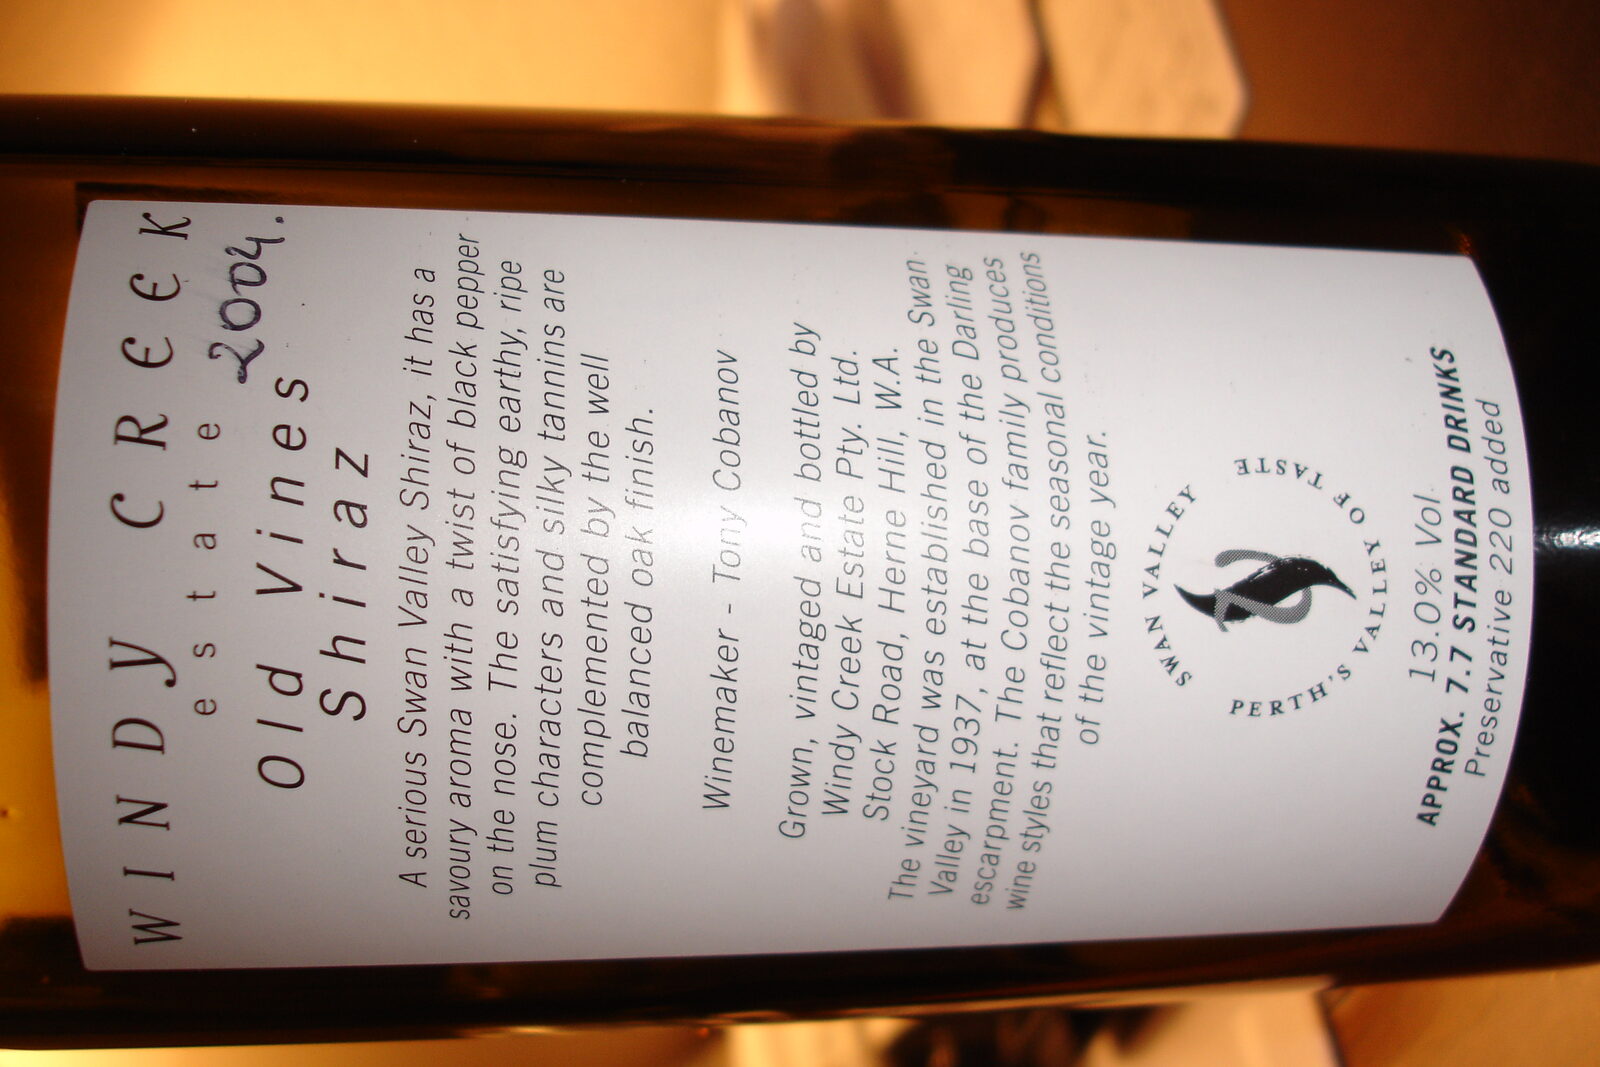 WINDY CREEK
estate
2004.
Old Vines
Shiraz
A serious Swan Valley Shiraz, it has a
savoury aroma with a twist of black pepper
on the nose. The satisfying earthy, ripe
plum characters and silky tannins are
complemented by the well
balanced oak finish.
Winemaker - Tony Cobanov
Grown, vintaged and bottled by
Windy Creek Estate Pty. Ltd.
Stock Road, Herne Hill, W.A.
The vineyard was established in the Swan
Valley in 1937, at the base of the Darling
escarpment. The Cobanov family produces
wine styles that reflect the seasonal conditions
of the vintage year.
SWAN VALLEY
PERTH'S VALLEY OF TASTE
13.0% Vol.
APPROX. 7.7 STANDARD DRINKS
Preservative 220 added